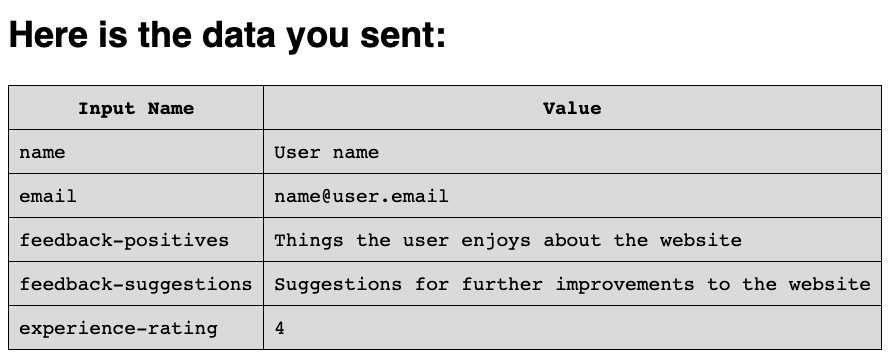 Here is the data you sent:
Input Name Value
name User name
email name@user.email
feedback-positives Things the user enjoys about the website
feedback-suggestions Suggestions for further improvements to the website
experience-rating 4